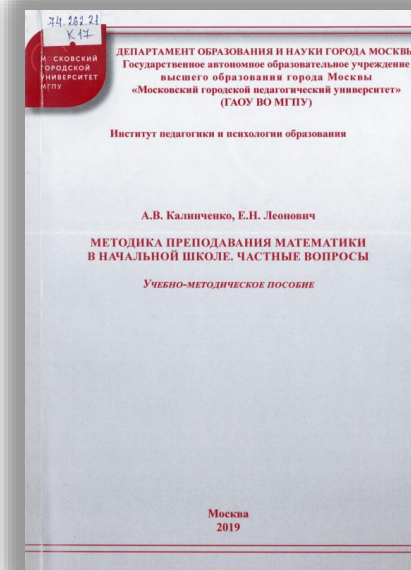 74.262.21
К 17
МОСКОВСКИЙ
ГОРОДСКОЙ
УНИВЕРСИТЕТ
МГПУ
ДЕПАРТАМЕНТ ОБРАЗОВАНИЯ И НАУКИ ГОРОДА МОСКВЫ
Государственное автономное образовательное учреждение
высшего образования города Москвы
«Московский городской педагогический университет»
(ГАОУ ВО МГПУ)
Институт педагогики и психологии образования
А.В. Калинченко, Е.Н. Леонович
МЕТОДИКА ПРЕПОДАВАНИЯ МАТЕМАТИКИ
В НАЧАЛЬНОЙ ШКОЛЕ. ЧАСТНЫЕ ВОПРОСЫ
УЧЕБНО-МЕТОДИЧЕСКОЕ ПОСОБИЕ
Москва
2019